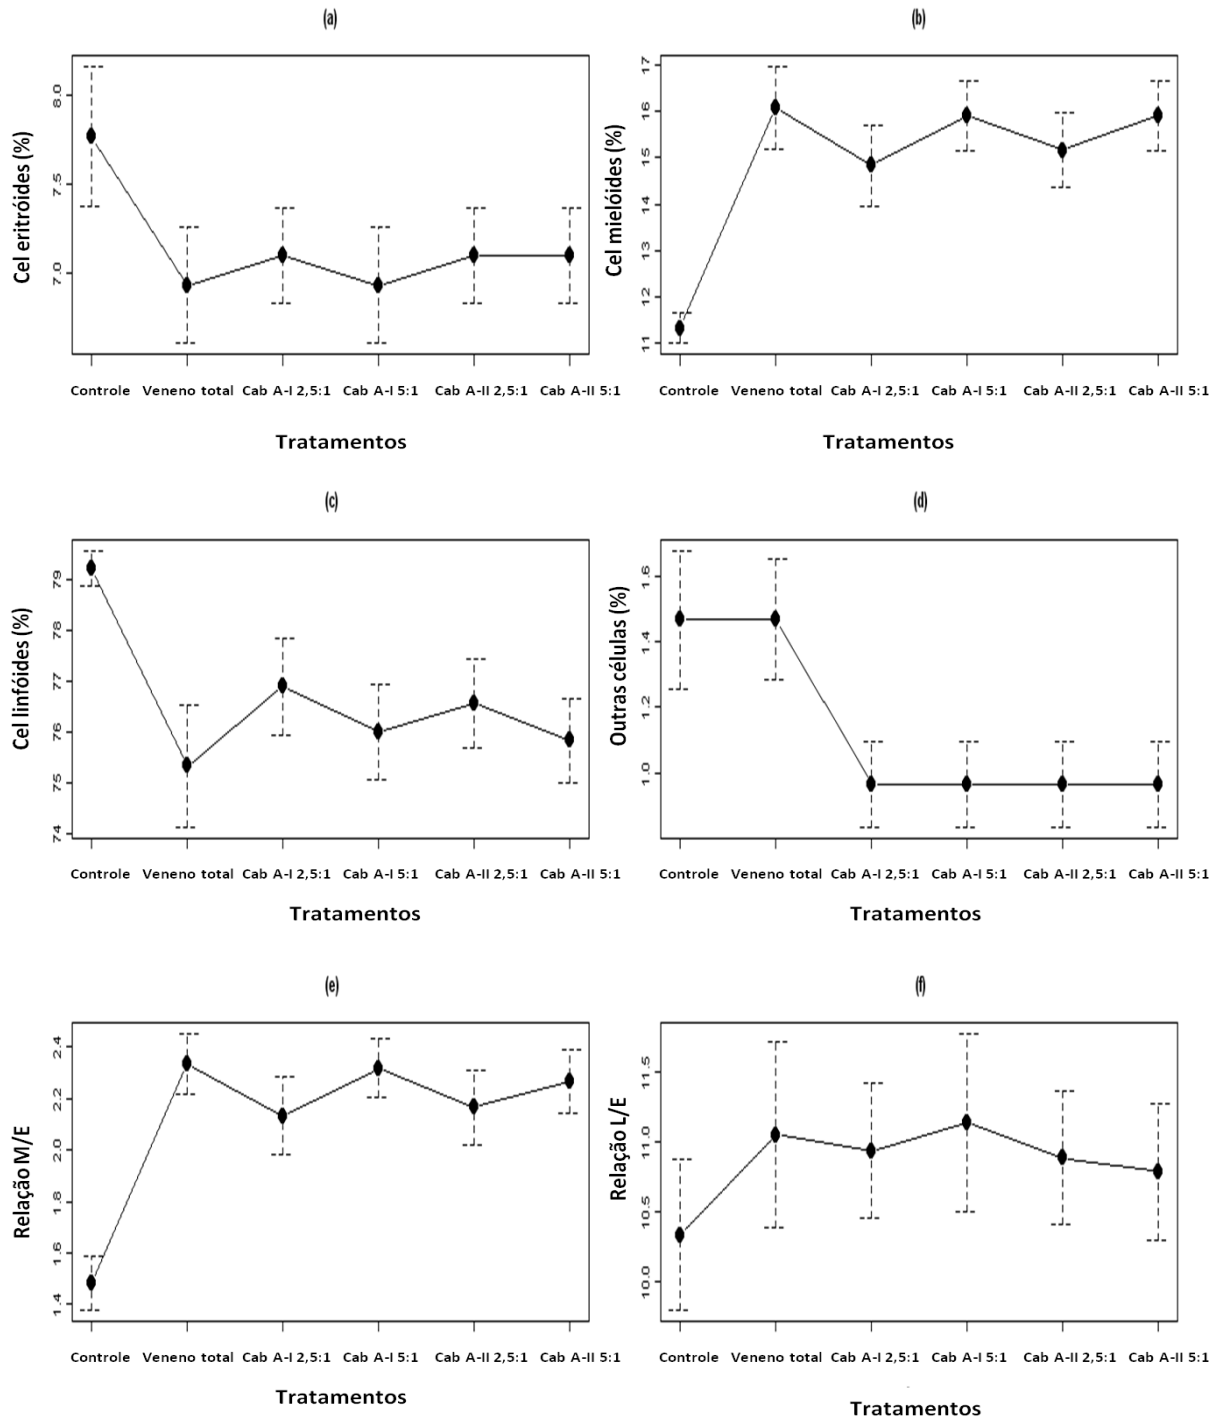 (a)
Cel eritróides (%)
8.0
7.5
7.0
Controle Veneno total Cab A-I 2,5:1 Cab A-I 5:1 Cab A-II 2,5:1 Cab A-II 5:1
Tratamentos
(b)
Cel mielóides (%)
17
16
15
14
13
12
11
Controle Veneno total Cab A-I 2,5:1 Cab A-I 5:1 Cab A-II 2,5:1 Cab A-II 5:1
Tratamentos
(c)
Cel linfóides (%)
79
78
77
76
75
74
Controle Veneno total Cab A-I 2,5:1 Cab A-I 5:1 Cab A-II 2,5:1 Cab A-II 5:1
Tratamentos
(d)
Outras células (%)
1.6
1.4
1.2
1.0
Controle Veneno total Cab A-I 2,5:1 Cab A-I 5:1 Cab A-II 2,5:1 Cab A-II 5:1
Tratamentos
(e)
Relação M/E
2.4
2.2
2.0
1.8
1.6
1.4
Controle Veneno total Cab A-I 2,5:1 Cab A-I 5:1 Cab A-II 2,5:1 Cab A-II 5:1
Tratamentos
(f)
Relação L/E
11.5
11.0
10.5
10.0
Controle Veneno total Cab A-I 2,5:1 Cab A-I 5:1 Cab A-II 2,5:1 Cab A-II 5:1
Tratamentos